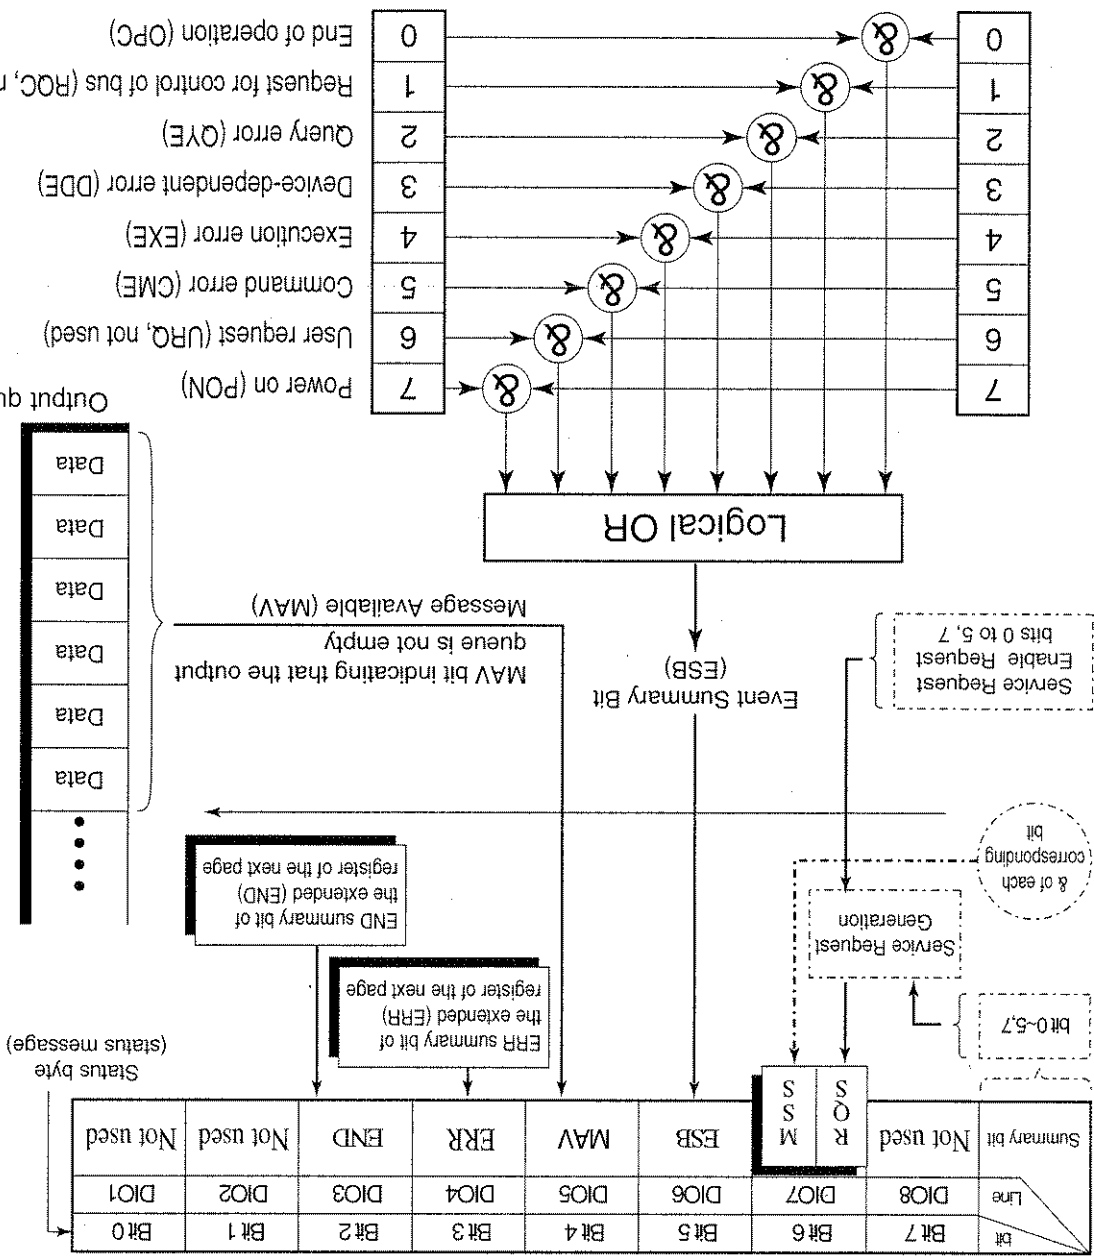 bit Bit 7 Bit 6 Bit 5 Bit 4 Bit 3 Bit 2 Bit 1 Bit 0
Line DIO8 DIO7 DIO6 DIO5 DIO4 DIO3 DIO2 DIO1
Summary bit Not used RQS MSS ESB MAV ERR END Not used Not used
Status byte
(status message)
bit 0~5,7
Service Request
Generation
& of each
corresponding
bit
ERR summary bit of
the extended (ERR)
register of the next page
END summary bit of
the extended (END)
register of the next page
Service Request
Enable Request
bits 0 to 5, 7
Event Summary Bit
(ESB)
MAV bit indicating that the output
queue is not empty
Message Available (MAV)
Data
Data
Data
Data
Data
Data
Output qu
Logical OR
7 & 7 Power on (PON)
6 & 6 User request (URQ, not used)
5 & 5 Command error (CME)
4 & 4 Execution error (EXE)
3 & 3 Device-dependent error (DDE)
2 & 2 Query error (QYE)
1 & 1 Request for control of bus (RQC, n
0 & 0 End of operation (OPC)